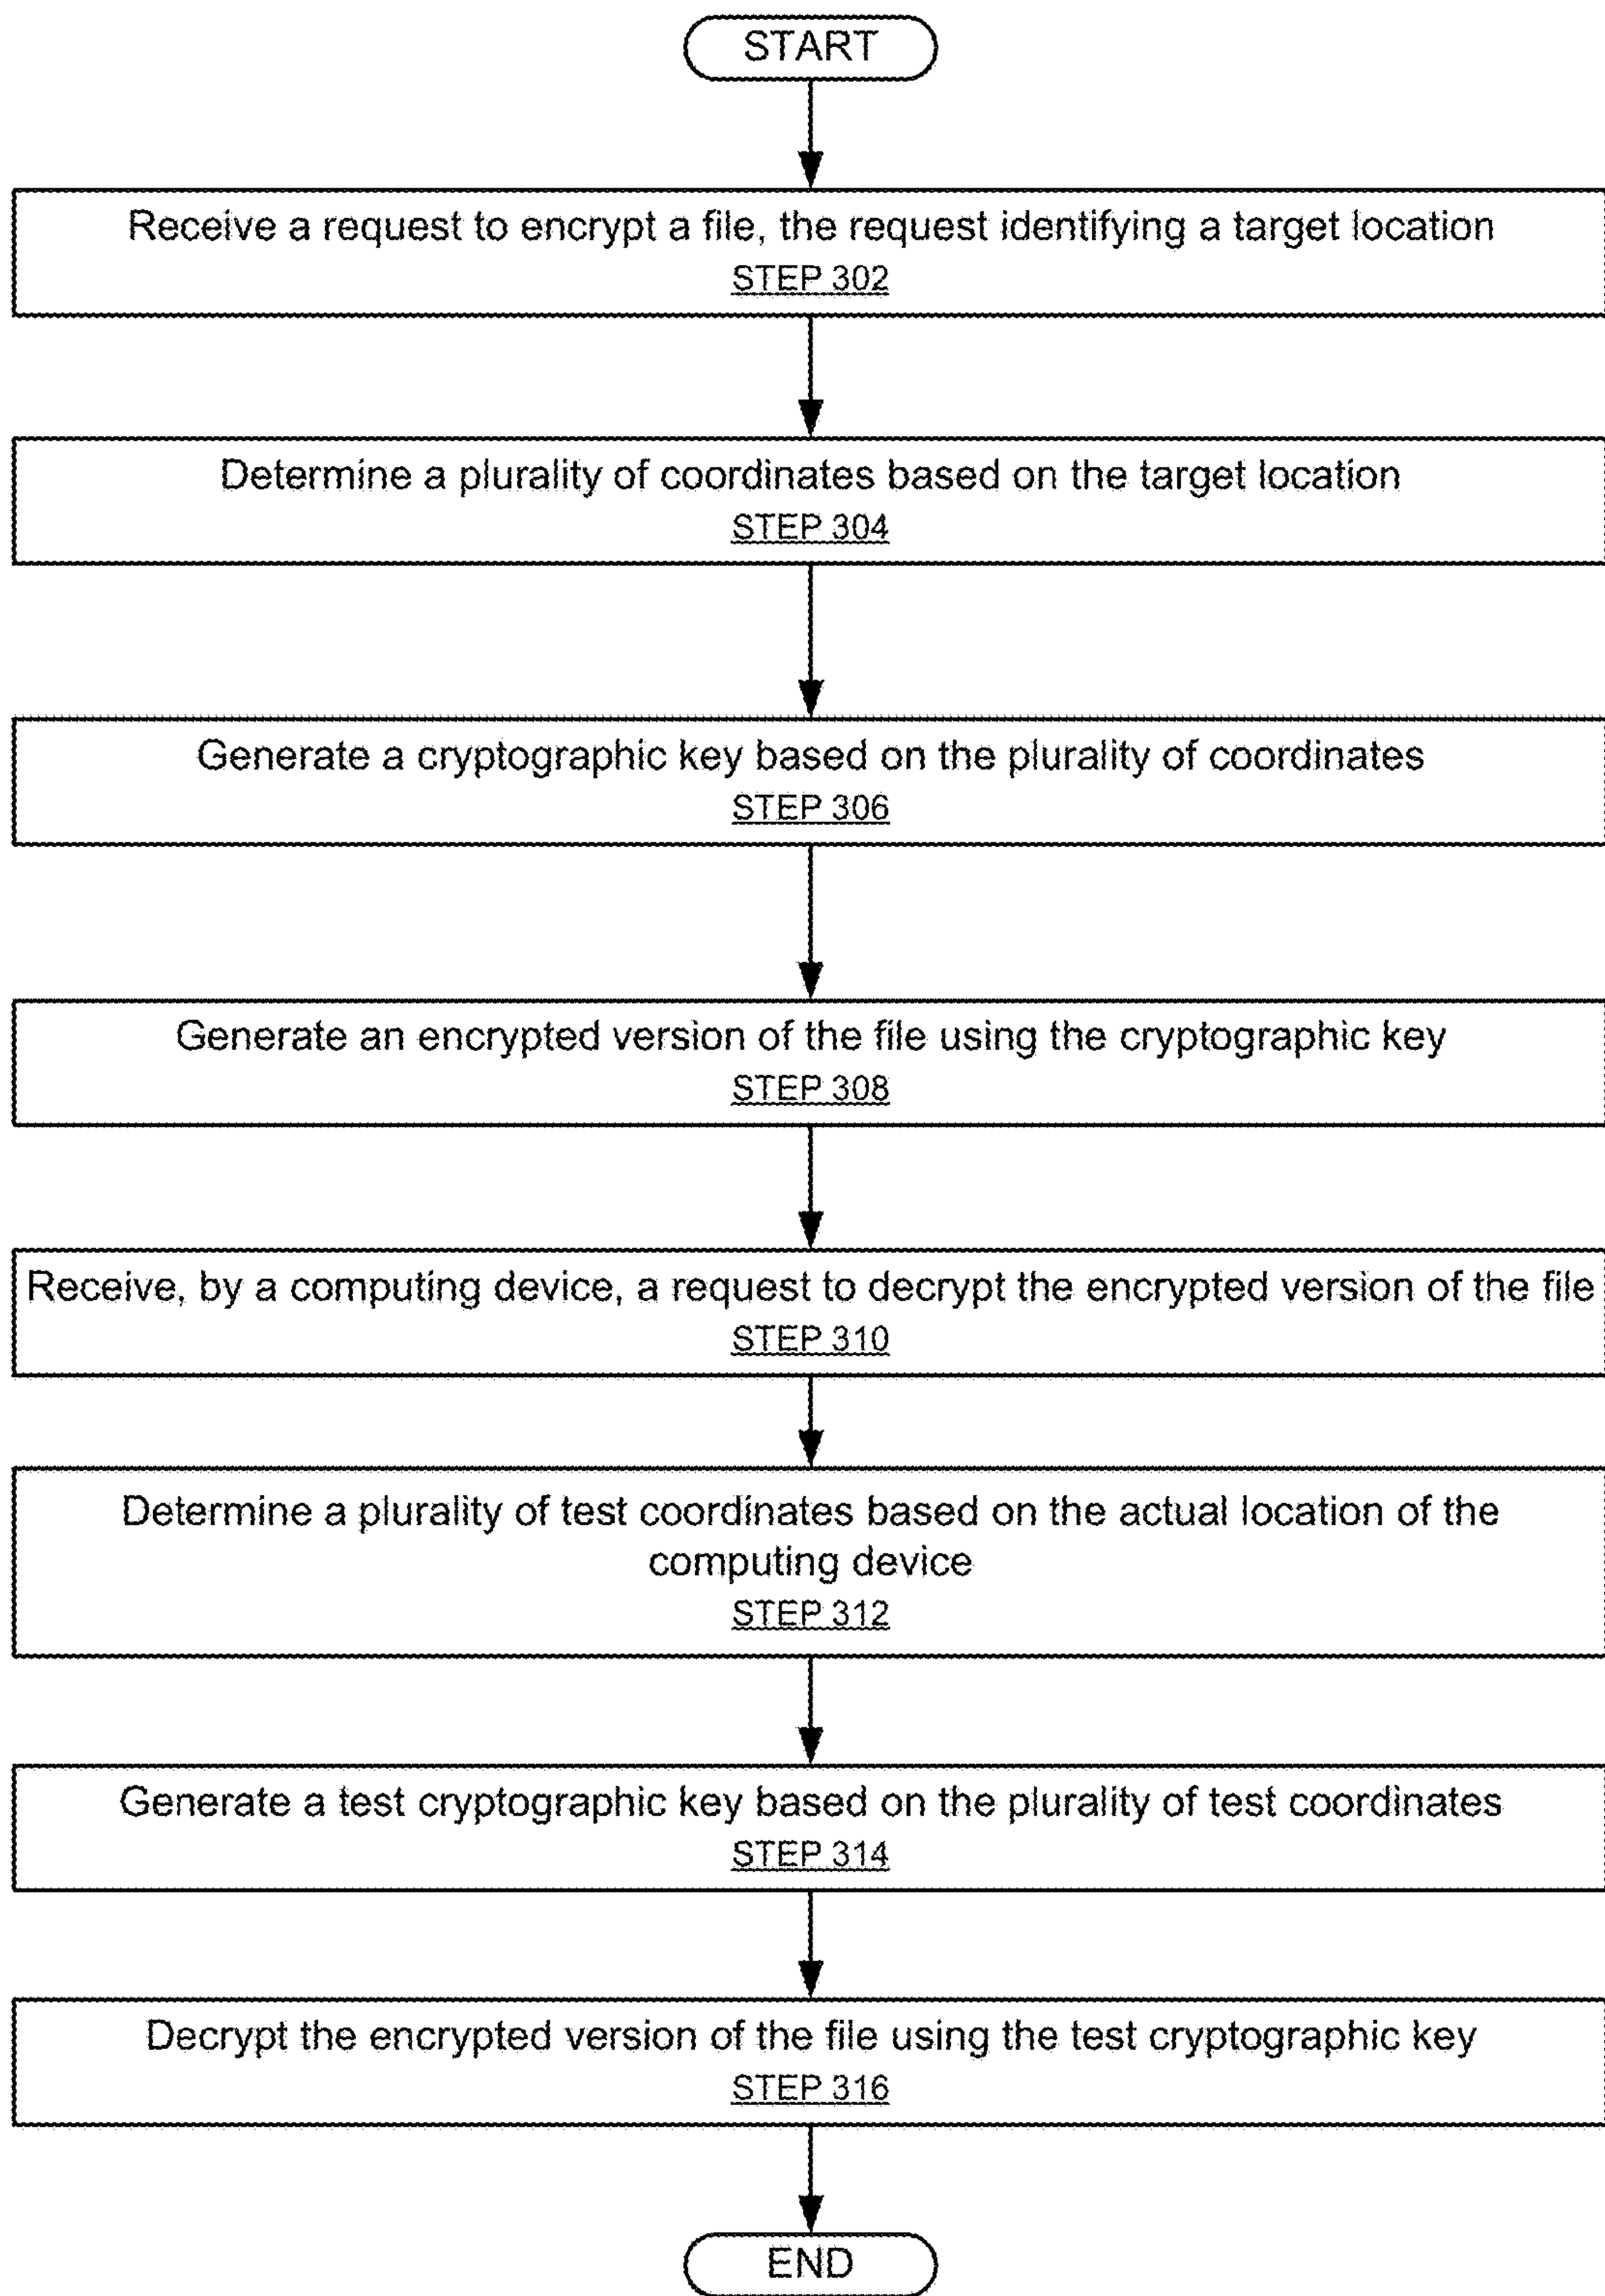 START
Receive a request to encrypt a file, the request identifying a target location
STEP 302
Determine a plurality of coordinates based on the target location
STEP 304
Generate a cryptographic key based on the plurality of coordinates
STEP 306
Generate an encrypted version of the file using the cryptographic key
STEP 308
Receive, by a computing device, a request to decrypt the encrypted version of the file
STEP 310
Determine a plurality of test coordinates based on the actual location of the
computing device
STEP 312
Generate a test cryptographic key based on the plurality of test coordinates
STEP 314
Decrypt the encrypted version of the file using the test cryptographic key
STEP 316
END